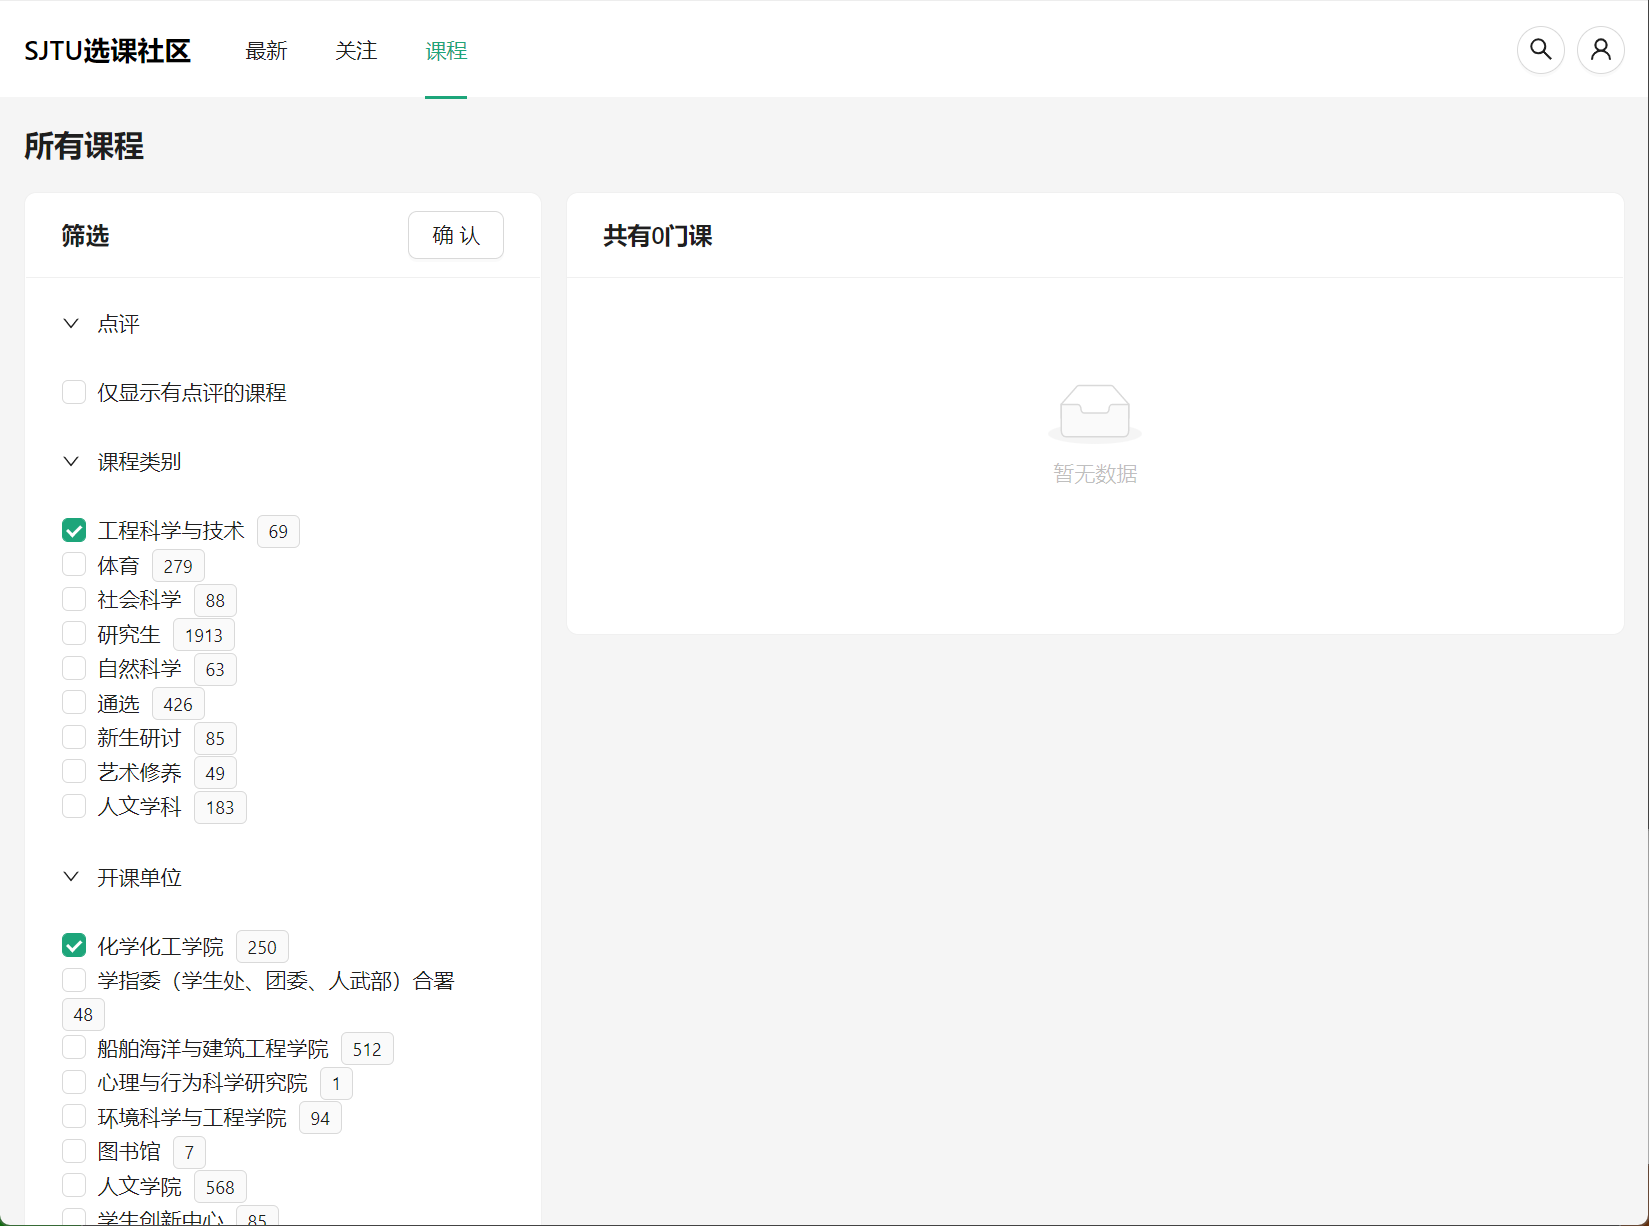 SJTU选课社区 最新 关注 课程
所有课程
筛选 确 认
点评
仅显示有点评的课程
课程类别
工程科学与技术 69
体育 279
社会科学 88
研究生 1913
自然科学 63
通选 426
新生研讨 85
艺术修养 49
人文学科 183
开课单位
化学化工学院 250
学指委（学生处、团委、人武部）合署
48
船舶海洋与建筑工程学院 512
心理与行为科学研究院 1
环境科学与工程学院 94
图书馆 7
人文学院 568
学生创新中心 85
共有0门课
暂无数据